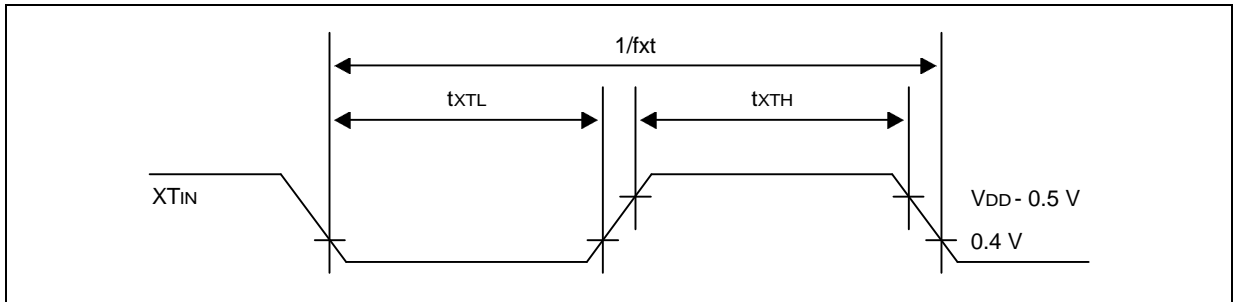 1/fxt
tXTL
tXTH
XTIN
VDD - 0.5 V
0.4 V